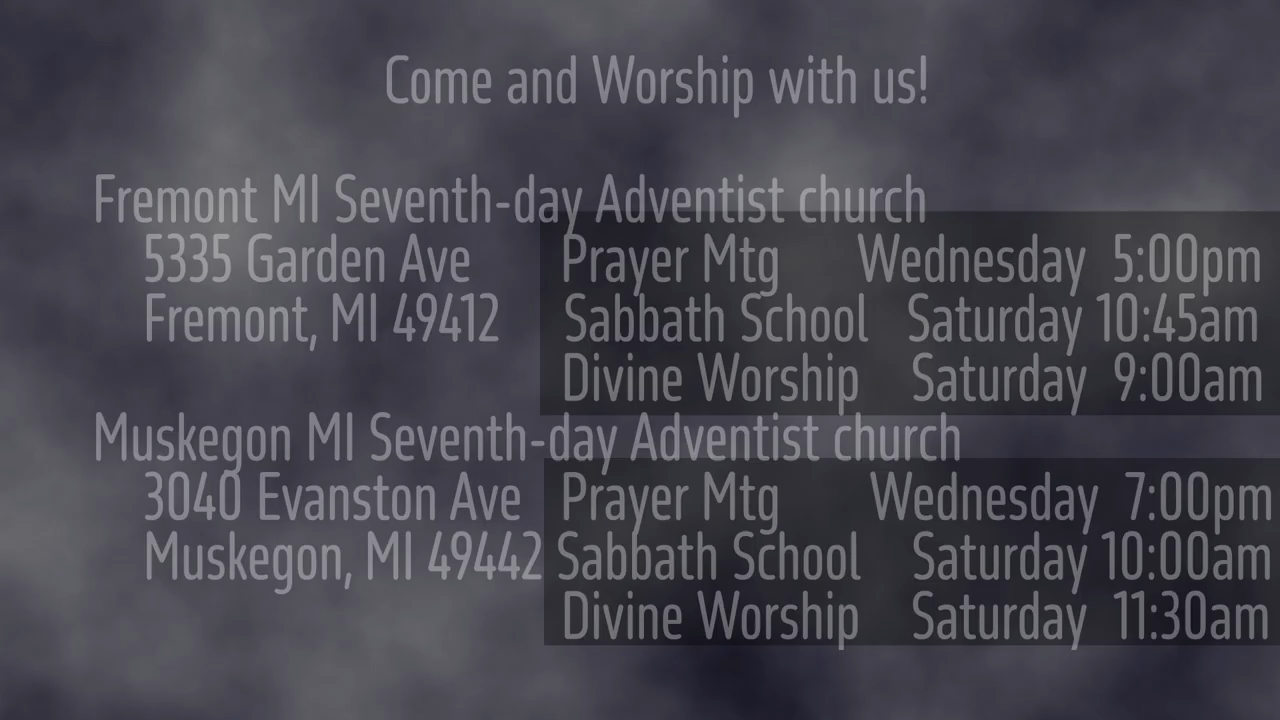 Come and Worship with us!
Fremont MI Seventh-day Adventist church
5335 Garden Ave Prayer Mtg Wednesday 5:00pm
Fremont, MI 49412 Sabbath School Saturday 10:45am
Divine Worship Saturday 9:00am
Muskegon MI Seventh-day Adventist church
3040 Evanston Ave Prayer Mtg Wednesday 7:00pm
Muskegon, MI 49442 Sabbath School Saturday 10:00am
Divine Worship Saturday 11:30am